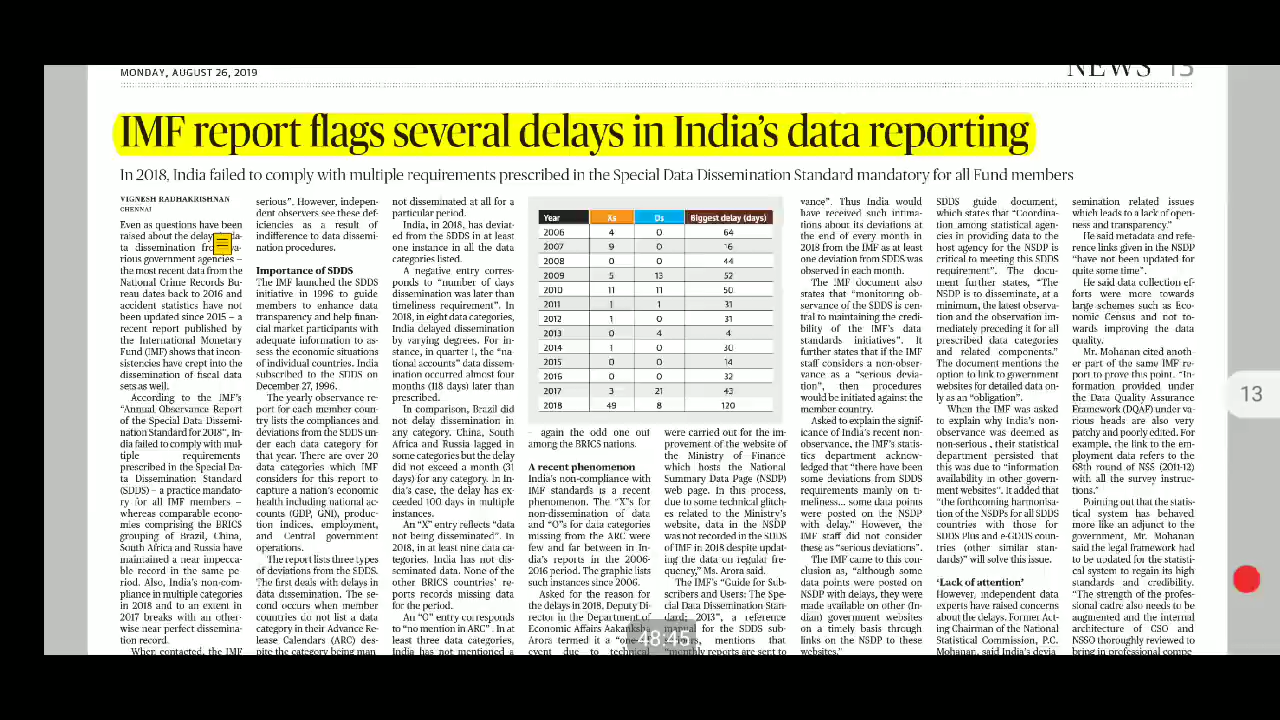 MONDAY, AUGUST 26, 2019
NEWS 13
IMF report flags several delays in India's data reporting
In 2018, India failed to comply with multiple requirements prescribed in the Special Data Dissemination Standard mandatory for all Fund members
VIGNESH RADHAKRISHNAN
CHENNAI
Even as questions have been
raised about the delay
ta dissemination
rious government agencies –
the most recent data from the
National Crime Records Bu-
reau dates back to 2016 and
accident statistics have not
been updated since 2015 – a
recent report published by
the International Monetary
Fund (IMF) shows that incon-
sistencies have crept into the
dissemination of fiscal data
sets as well.
According to the IMF's
"Annual Observance Report
of the Special Data Dissemi-
nation Standard for 2018", In-
dia failed to comply with mul-
tiple requirements
prescribed in the Special Da-
ta Dissemination Standard
(SDDS) – a practice mandato-
ry for all IMF members –
whereas comparable econo-
mies comprising the BRICS
grouping of Brazil, China,
South Africa and Russia have
maintained a near impecca-
ble record in the same pe-
riod. Also, India's non-com-
pliance in multiple categories
in 2018 and to an extent in
2017 breaks with an other-
wise near perfect dissemina-
tion record.
When contacted, the IMF
serious". However, indepen-
dent observers see these def-
iciencies as a result of
indifference to data dissemi-
nation procedures.
Importance of SDDS
The IMF launched the SDDS
initiative in 1996 to guide
members to enhance data
transparency and help finan-
cial market participants with
adequate information to as-
sess the economic situations
of individual countries. India
subscribed to the SDDS on
December 27, 1996.
The yearly observance re-
port for each member coun-
try lists the compliances and
deviations from the SDDS un-
der each data category for
that year. There are over 20
data categories which IMF
considers for this report to
capture a nation's economic
health including national ac-
counts (GDP, GNI), produc-
tion indices, employment,
and Central government
operations.
The report lists three types
of deviations from the SDDS.
The first deals with delays in
data dissemination. The se-
cond occurs when member
countries do not list a data
category in their Advance Re-
lease Calendars (ARC) des-
pite the category being man-
not disseminated at all for a
particular period.
India, in 2018, has deviat-
ed from the SDDS in at least
one instance in all the data
categories listed.
A negative entry corres-
ponds to "number of days
dissemination was later than
timeliness requirement". In
2018, in eight data categories,
India delayed dissemination
by varying degrees. For in-
stance, in quarter 1, the "na-
tional accounts" data dissem-
ination occurred almost four
months (118 days) later than
prescribed.
In comparison, Brazil did
not delay dissemination in
any category. China, South
Africa and Russia lagged in
some categories but the delay
did not exceed a month (31
days) for any category. In In-
dia's case, the delay has ex-
ceeded 100 days in multiple
instances.
An "X" entry reflects "data
not being disseminated". In
2018, in at least nine data ca-
tegories, India has not dis-
seminated data. None of the
other BRICS countries' re-
ports records missing data
for the period.
An "O" entry corresponds
to "no mention in ARC". In at
least three data categories,
India has not mentioned a
Year Xs Os Biggest delay (days)
2006 4 0 64
2007 9 0 16
2008 0 0 44
2009 5 13 52
2010 11 11 50
2011 1 1 31
2012 1 0 31
2013 0 4 4
2014 1 0 30
2015 0 0 14
2016 0 0 32
2017 3 21 43
2018 49 8 120
– again the odd one out
among the BRICS nations.
A recent phenomenon
India's non-compliance with
IMF standards is a recent
phenomenon. The "X"s for
non-dissemination of data
and "O"s for data categories
missing from the ARC were
few and far between in In-
dia's reports in the 2006-
2016 period. The graphic lists
such instances since 2006.
Asked for the reason for
the delays in 2018, Deputy Di-
rector in the Department of
Economic Affairs Aakanksha
Arora termed it a "one
event due to technical
were carried out for the im-
provement of the website of
the Ministry of Finance
which hosts the National
Summary Data Page (NSDP)
web page. In this process,
due to some technical glitch-
es related to the Ministry's
website, data in the NSDP
was not recorded in the SDDS
of IMF in 2018 despite updat-
ing the data on regular
frequency," Ms. Arora said.
The IMF's "Guide for Sub-
scribers and Users: The Spe-
cial Data Dissemination Stan-
dard; 2013", a reference
manual for the SDDS sub-
mentions that
"monthly reports are sent to
48:45
vance". Thus India would
have received such intima-
tions about its deviations at
the end of every month in
2018 from the IMF as at least
one deviation from SDDS was
observed in each month.
The IMF document also
states that "monitoring ob-
servance of the SDDS is cen-
tral to maintaining the credi-
bility of the IMF's data
standards initiatives". It
further states that if the IMF
staff considers a non-obser-
vance as a "serious devia-
tion", then procedures
would be initiated against the
member country.
Asked to explain the signif-
icance of India's recent non-
observance, the IMF's statis-
tics department acknow-
ledged that "there have been
some deviations from SDDS
requirements mainly on ti-
meliness... some data points
were posted on the NSDP
with delay." However, the
IMF staff did not consider
these as "serious deviations".
The IMF came to this con-
clusion as, "although some
data points were posted on
NSDP with delays, they were
made available on other (In-
dian) government websites
on a timely basis through
links on the NSDP to these
websites."
SDDS guide document,
which states that "Coordina-
tion among statistical agen-
cies in providing data to the
host agency for the NSDP is
critical to meeting this SDDS
requirement". The docu-
ment further states, "The
NSDP is to disseminate, at a
minimum, the latest observa-
tion and the observation im-
mediately preceding it for all
prescribed data categories
and related components."
The document mentions the
option to link to government
websites for detailed data on-
ly as an "obligation".
When the IMF was asked
to explain why India's non-
observance was deemed as
non-serious , their statistical
department persisted that
this was due to "information
availability in other govern-
ment websites". It added that
"the forthcoming harmonisa-
tion of the NSDPs for all SDDS
countries with those for
SDDS Plus and e-GDDS coun-
tries (other similar stan-
dards)" will solve this issue.
'Lack of attention'
However, independent data
experts have raised concerns
about the delays. Former Act-
ing Chairman of the National
Statistical Commission, P.C.
Mohanan, said India's devia-
semination related issues
which leads to a lack of open-
ness and transparency."
He said metadata and refe-
rence links given in the NSDP
"have not been updated for
quite some time".
He said data collection ef-
forts were more towards
large schemes such as Eco-
nomic Census and not to-
wards improving the data
quality.
Mr. Mohanan cited anoth-
er part of the same IMF re-
port to prove this point. "In-
formation provided under
the Data Quality Assurance
Framework (DQAF) under va-
rious heads are also very
patchy and poorly edited. For
example, the link to the em-
ployment data refers to the
68th round of NSS (2011-12)
with all the survey instruc-
tions."
Pointing out that the statis-
tical system has behaved
more like an adjunct to the
government, Mr. Mohanan
said the legal framework had
to be updated for the statisti-
cal system to regain its high
standards and credibility.
"The strength of the profes-
sional cadre also needs to be
augmented and the internal
architecture of CSO and
NSSO thoroughly reviewed to
bring in professional compe-
13